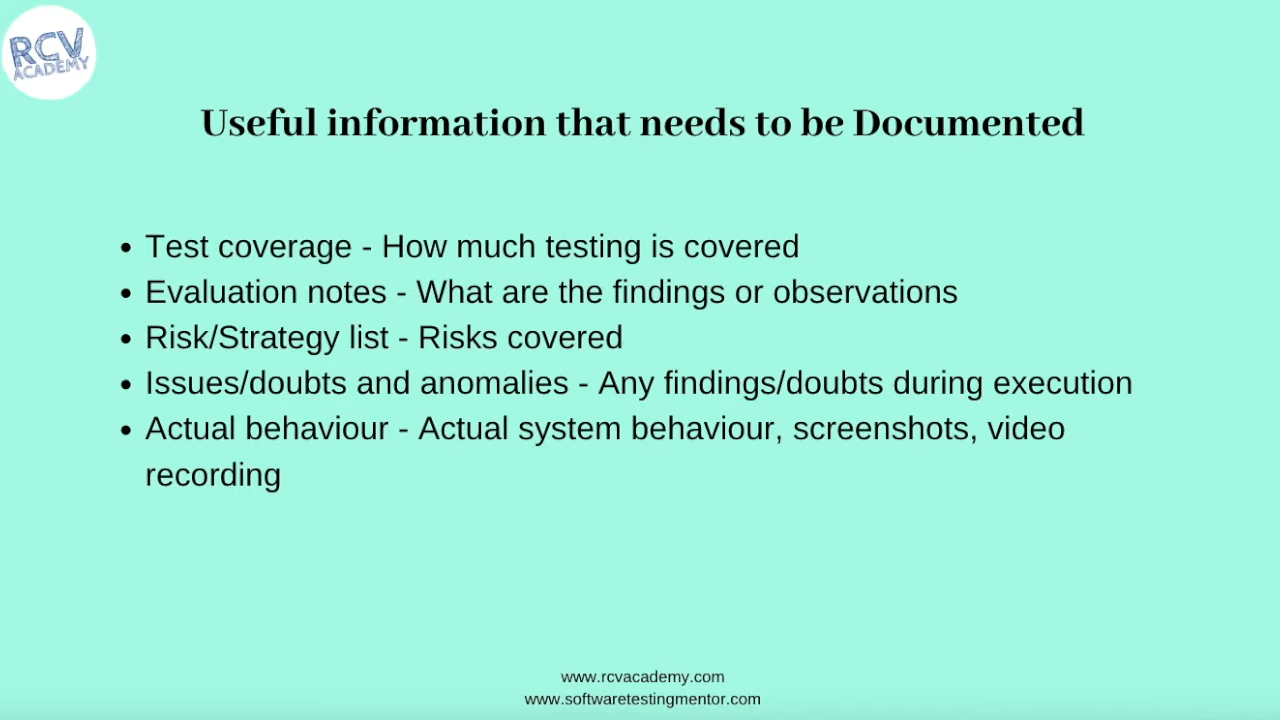 RCV
ACADEMY
Useful information that needs to be Documented
• Test coverage - How much testing is covered
• Evaluation notes - What are the findings or observations
• Risk/Strategy list - Risks covered
• Issues/doubts and anomalies - Any findings/doubts during execution
• Actual behaviour - Actual system behaviour, screenshots, video
recording
www.rcvacademy.com
www.softwaretestingmentor.com